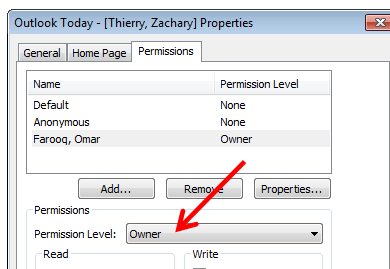 Outlook Today - [Thierry, Zachary] Properties
General Home Page Permissions
Name Permission Level
Default None
Anonymous None
Farooq, Omar Owner
Add... Remove Properties...
Permissions
Permission Level: Owner
Read Write